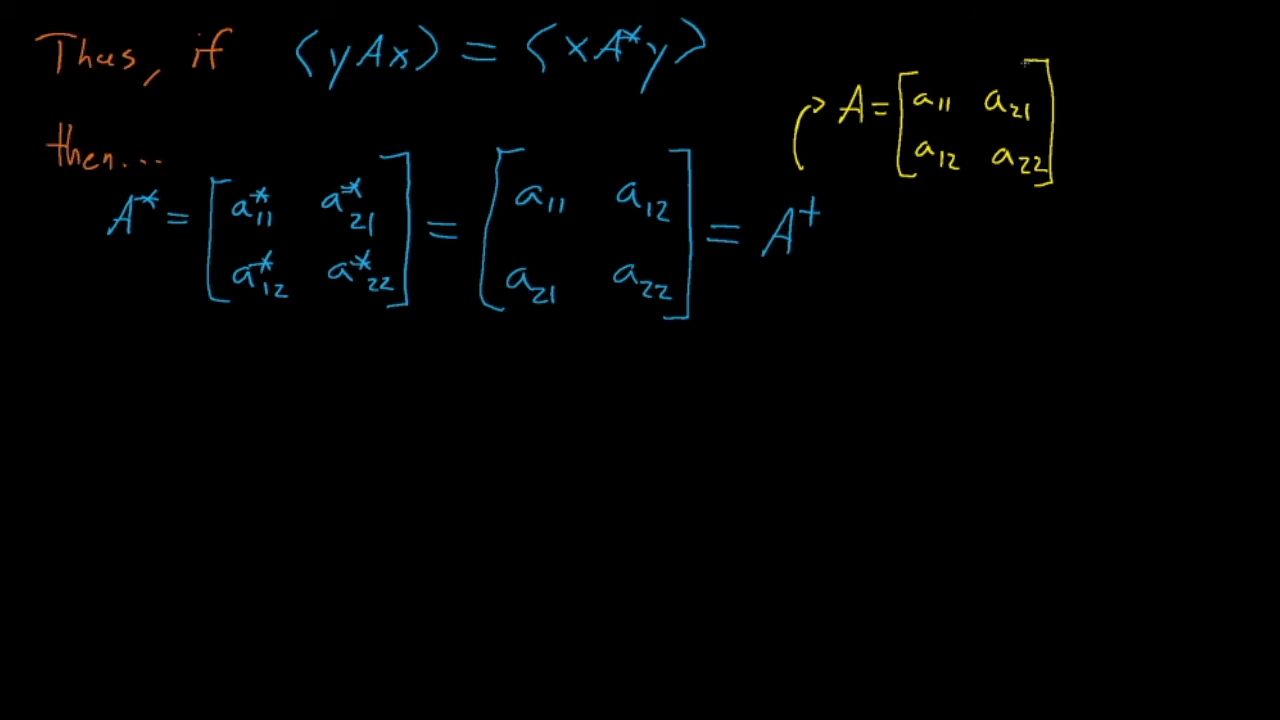 Thus, if ⟨yAx⟩ = ⟨xA*y⟩
A = [a₁₁ a₂₁
a₁₂ a₂₂]
then...
A* = [a*₁₁ a*₂₁ = [a₁₁ a₁₂ = A†
a*₁₂ a*₂₂] a₂₁ a₂₂]